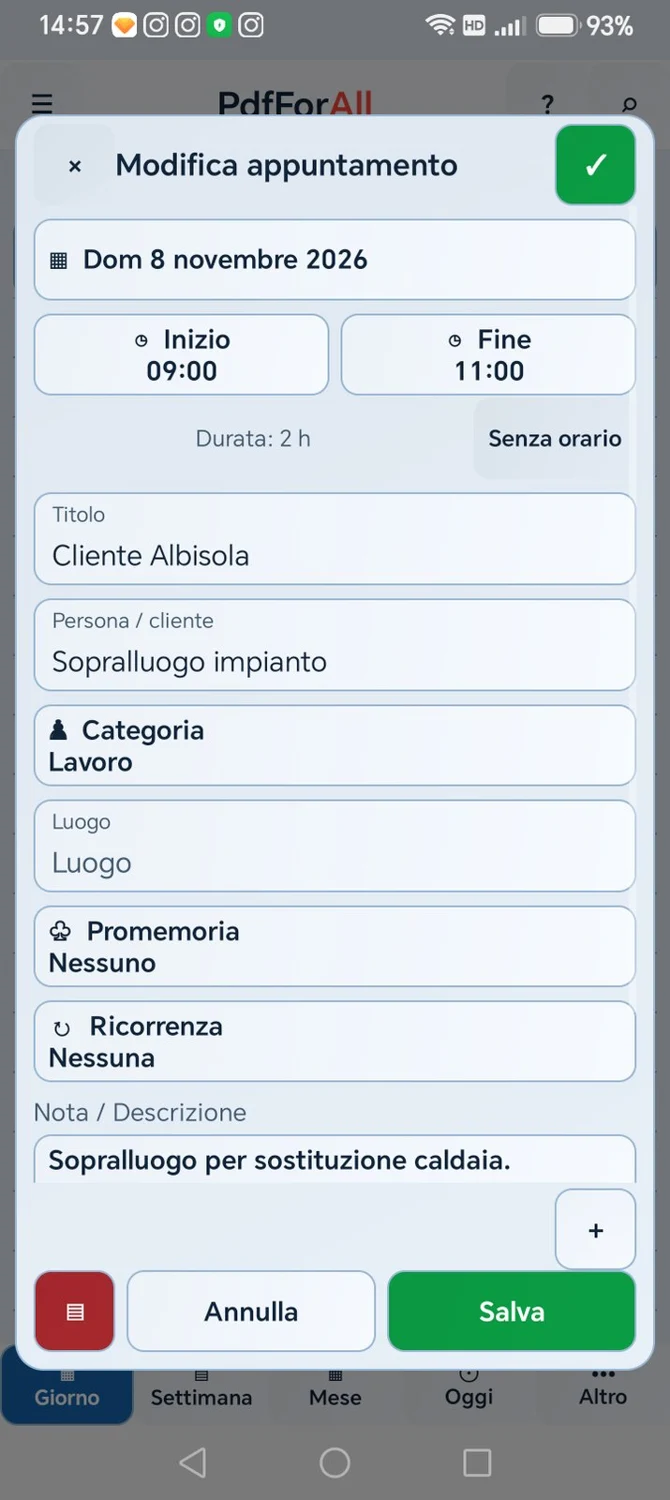 14:57 HD 93%
PdfForAll ?
× Modifica appuntamento ✓
Dom 8 novembre 2026
Inizio
09:00
Fine
11:00
Durata: 2 h
Senza orario
Titolo
Cliente Albisola
Persona / cliente
Sopralluogo impianto
Categoria
Lavoro
Luogo
Luogo
Promemoria
Nessuno
Ricorrenza
Nessuna
Nota / Descrizione
Sopralluogo per sostituzione caldaia.
+
Annulla
Salva
Giorno
Settimana
Mese
Oggi
Altro